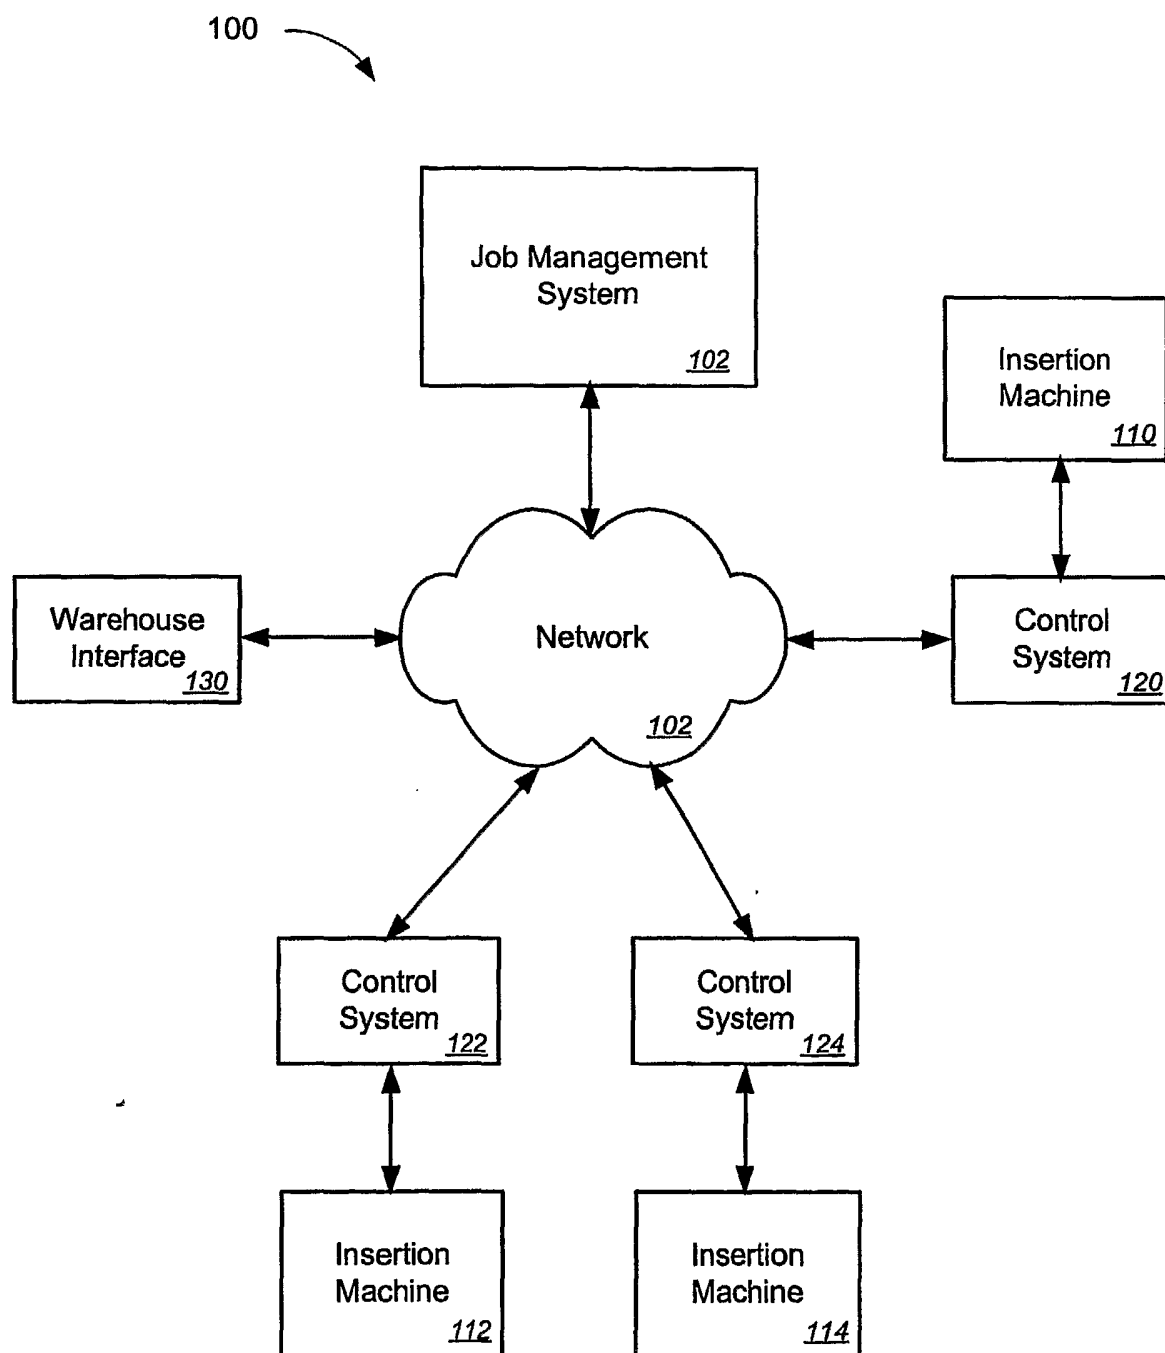 100
Job Management
System
102
Insertion
Machine
110
Warehouse
Interface
130
Network
102
Control
System
120
Control
System
122
Control
System
124
Insertion
Machine
112
Insertion
Machine
114